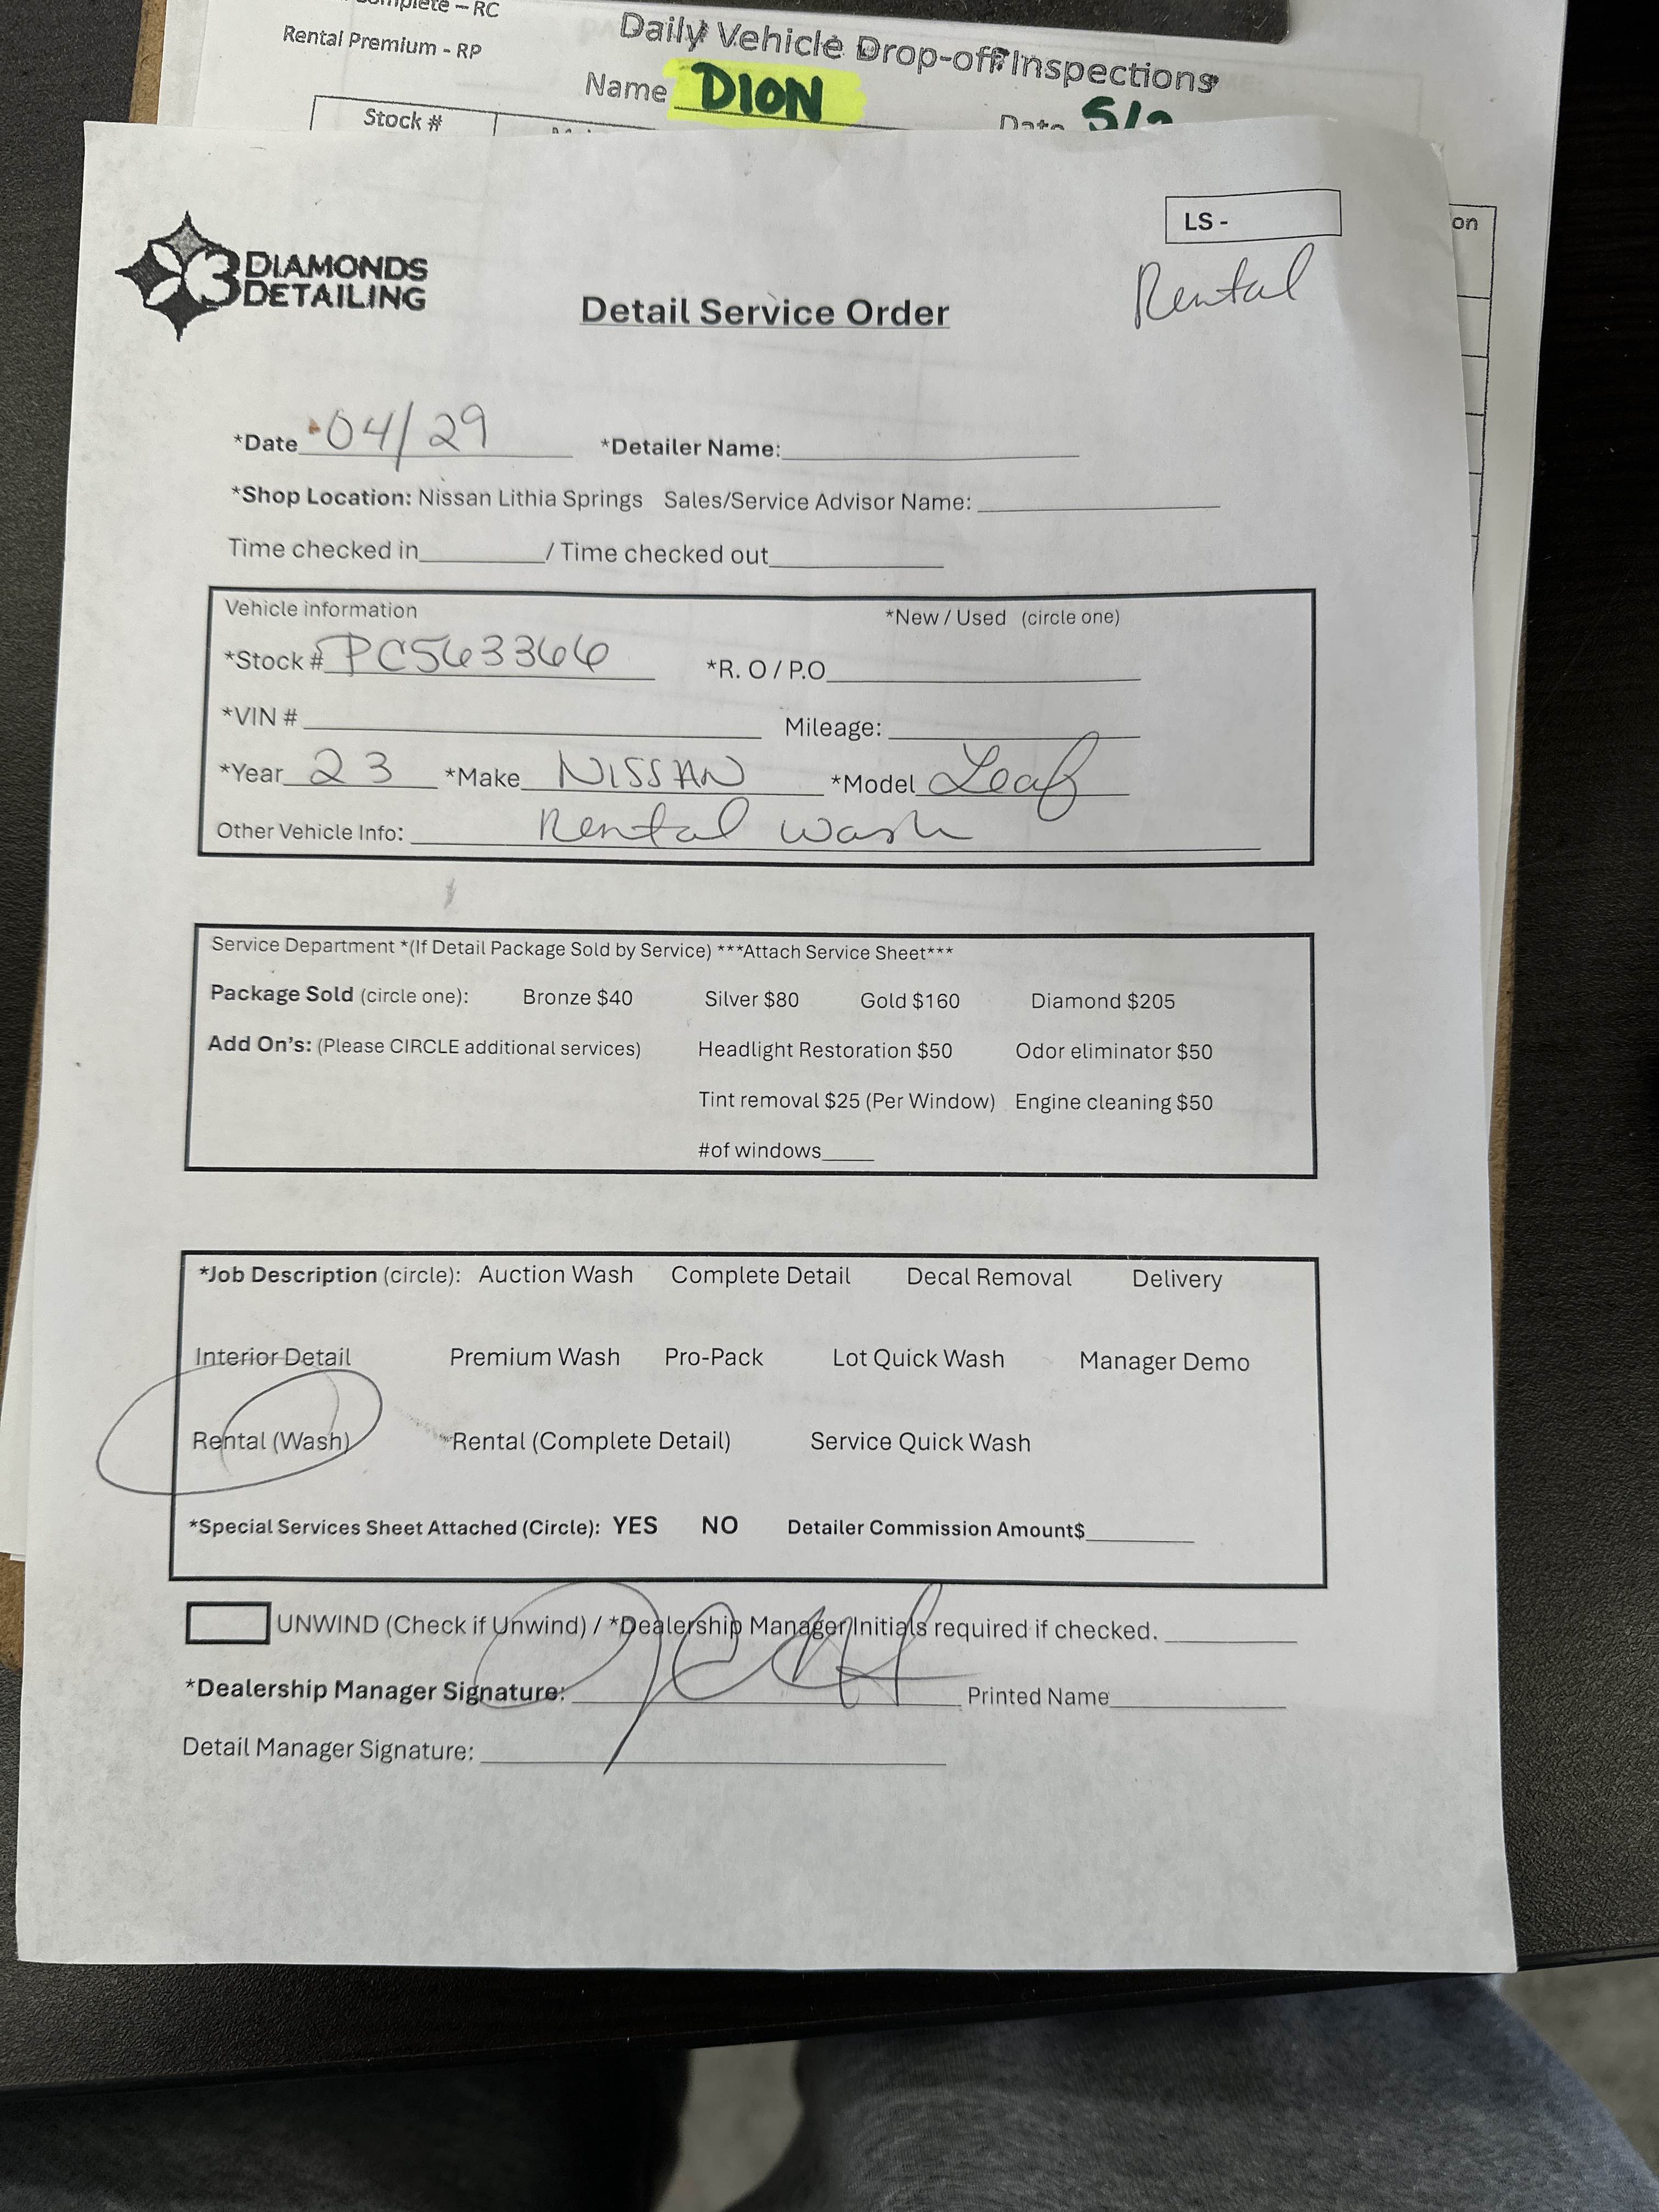 Complete – RC
Rental Premium - RP
Daily Vehicle Drop-off Inspections
Name DION
Date 5/2
Stock #
on
LS -
Rental
3 DIAMONDS
DETAILING
Detail Service Order
*Date 04/29 *Detailer Name:
*Shop Location: Nissan Lithia Springs Sales/Service Advisor Name:
Time checked in / Time checked out
Vehicle information *New / Used (circle one)
*Stock # PC563366 *R. O / P.O
*VIN # Mileage:
*Year 23 *Make NISSAN *Model Leaf
Other Vehicle Info: Rental wash
Service Department *(If Detail Package Sold by Service) ***Attach Service Sheet***
Package Sold (circle one): Bronze $40 Silver $80 Gold $160 Diamond $205
Add On's: (Please CIRCLE additional services) Headlight Restoration $50 Odor eliminator $50
Tint removal $25 (Per Window) Engine cleaning $50
#of windows
*Job Description (circle): Auction Wash Complete Detail Decal Removal Delivery
Interior Detail Premium Wash Pro-Pack Lot Quick Wash Manager Demo
Rental (Wash) Rental (Complete Detail) Service Quick Wash
*Special Services Sheet Attached (Circle): YES NO Detailer Commission Amount$
UNWIND (Check if Unwind) / *Dealership Manager Initials required if checked.
*Dealership Manager Signature: Printed Name
Detail Manager Signature: